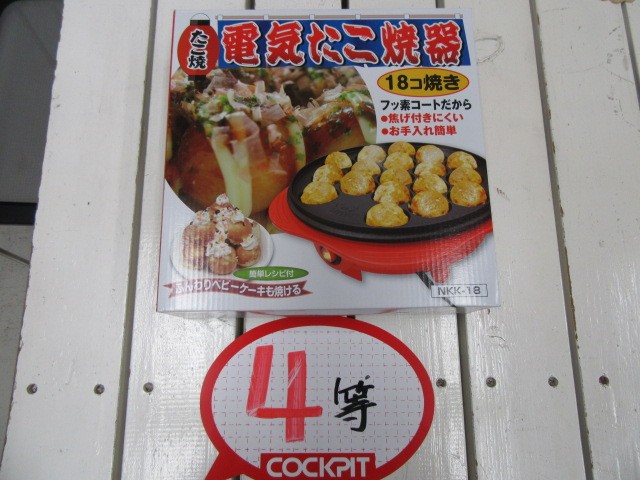 たこ焼
電気たこ焼器
18コ焼き
フッ素コートだから
●焦げ付きにくい
●お手入れ簡単
簡単レシピ付
ベビーケーキも焼ける
NKK-18
4等
COCKPIT